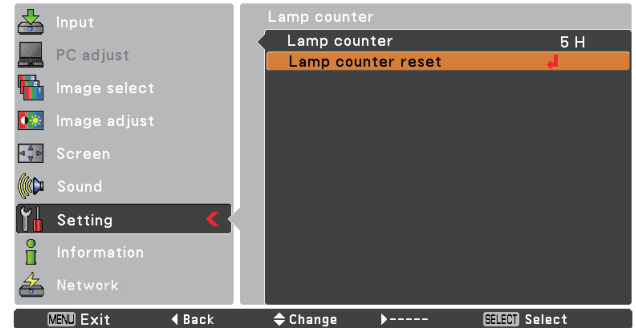 Input
PC adjust
Image select
Image adjust
Screen
Sound
Setting
Information
Network
Lamp counter
Lamp counter 5 H
Lamp counter reset
MENU Exit Back Change ----- SELECT Select